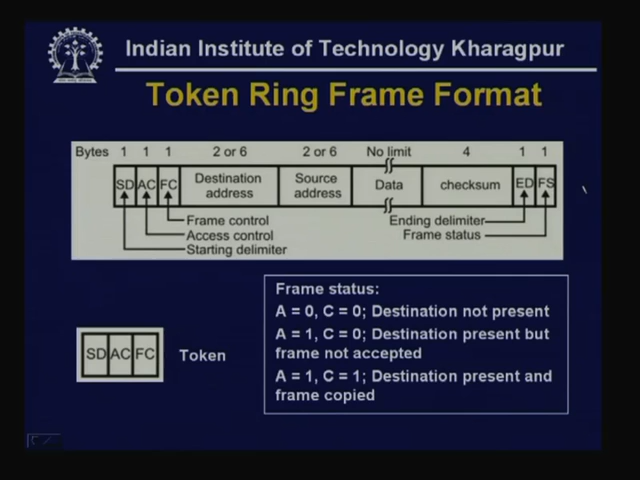 Indian Institute of Technology Kharagpur
Token Ring Frame Format
Bytes 1 1 1 2 or 6 2 or 6 No limit 4 1 1
SD AC FC Destination address Source address Data checksum ED FS
Frame control
Access control
Starting delimiter
Ending delimiter
Frame status
Frame status:
A = 0, C = 0; Destination not present
A = 1, C = 0; Destination present but
frame not accepted
A = 1, C = 1; Destination present and
frame copied
SD AC FC Token